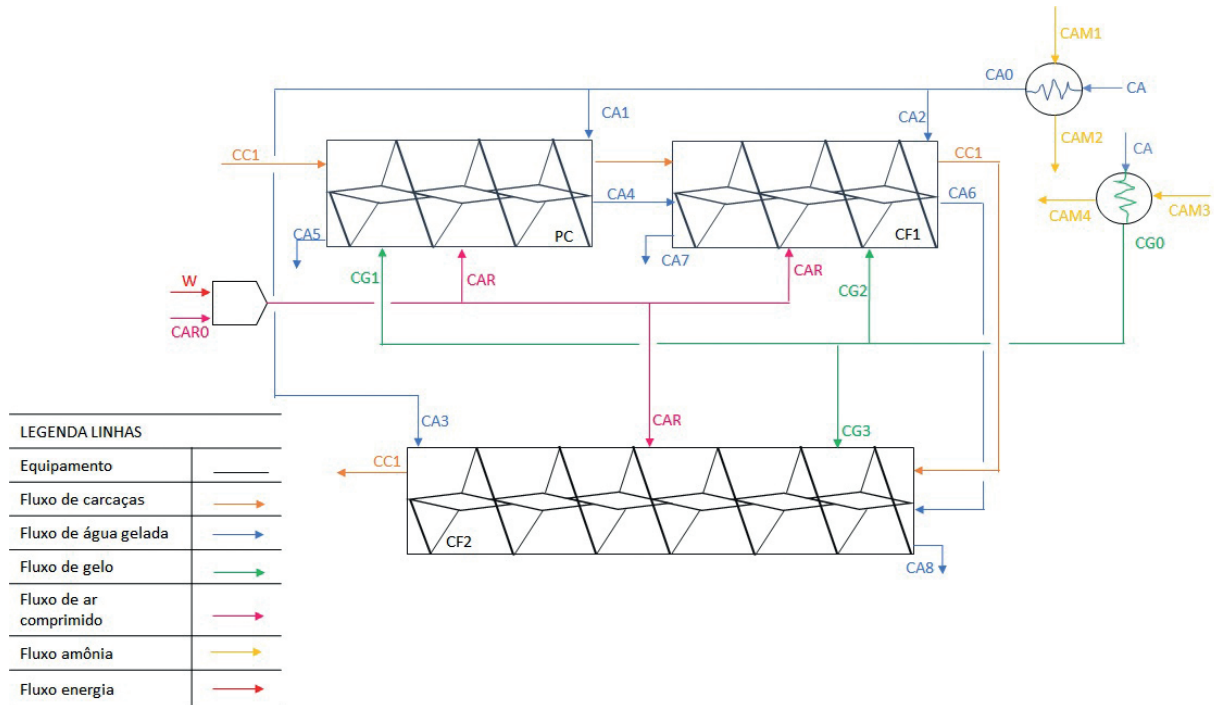 CAM1
CA0
CA
CA1
CA2
CAM2
CA
CC1
CC1
CA4
CA6
CAM4
CAM3
PC
CF1
CA5
CA7
CG0
CG1
CAR
CAR
CG2
W
CAR0
CA3
CAR
CG3
CC1
CF2
CA8
LEGENDA LINHAS
Equipamento
Fluxo de carcaças
Fluxo de água gelada
Fluxo de gelo
Fluxo de ar
comprimido
Fluxo amônia
Fluxo energia